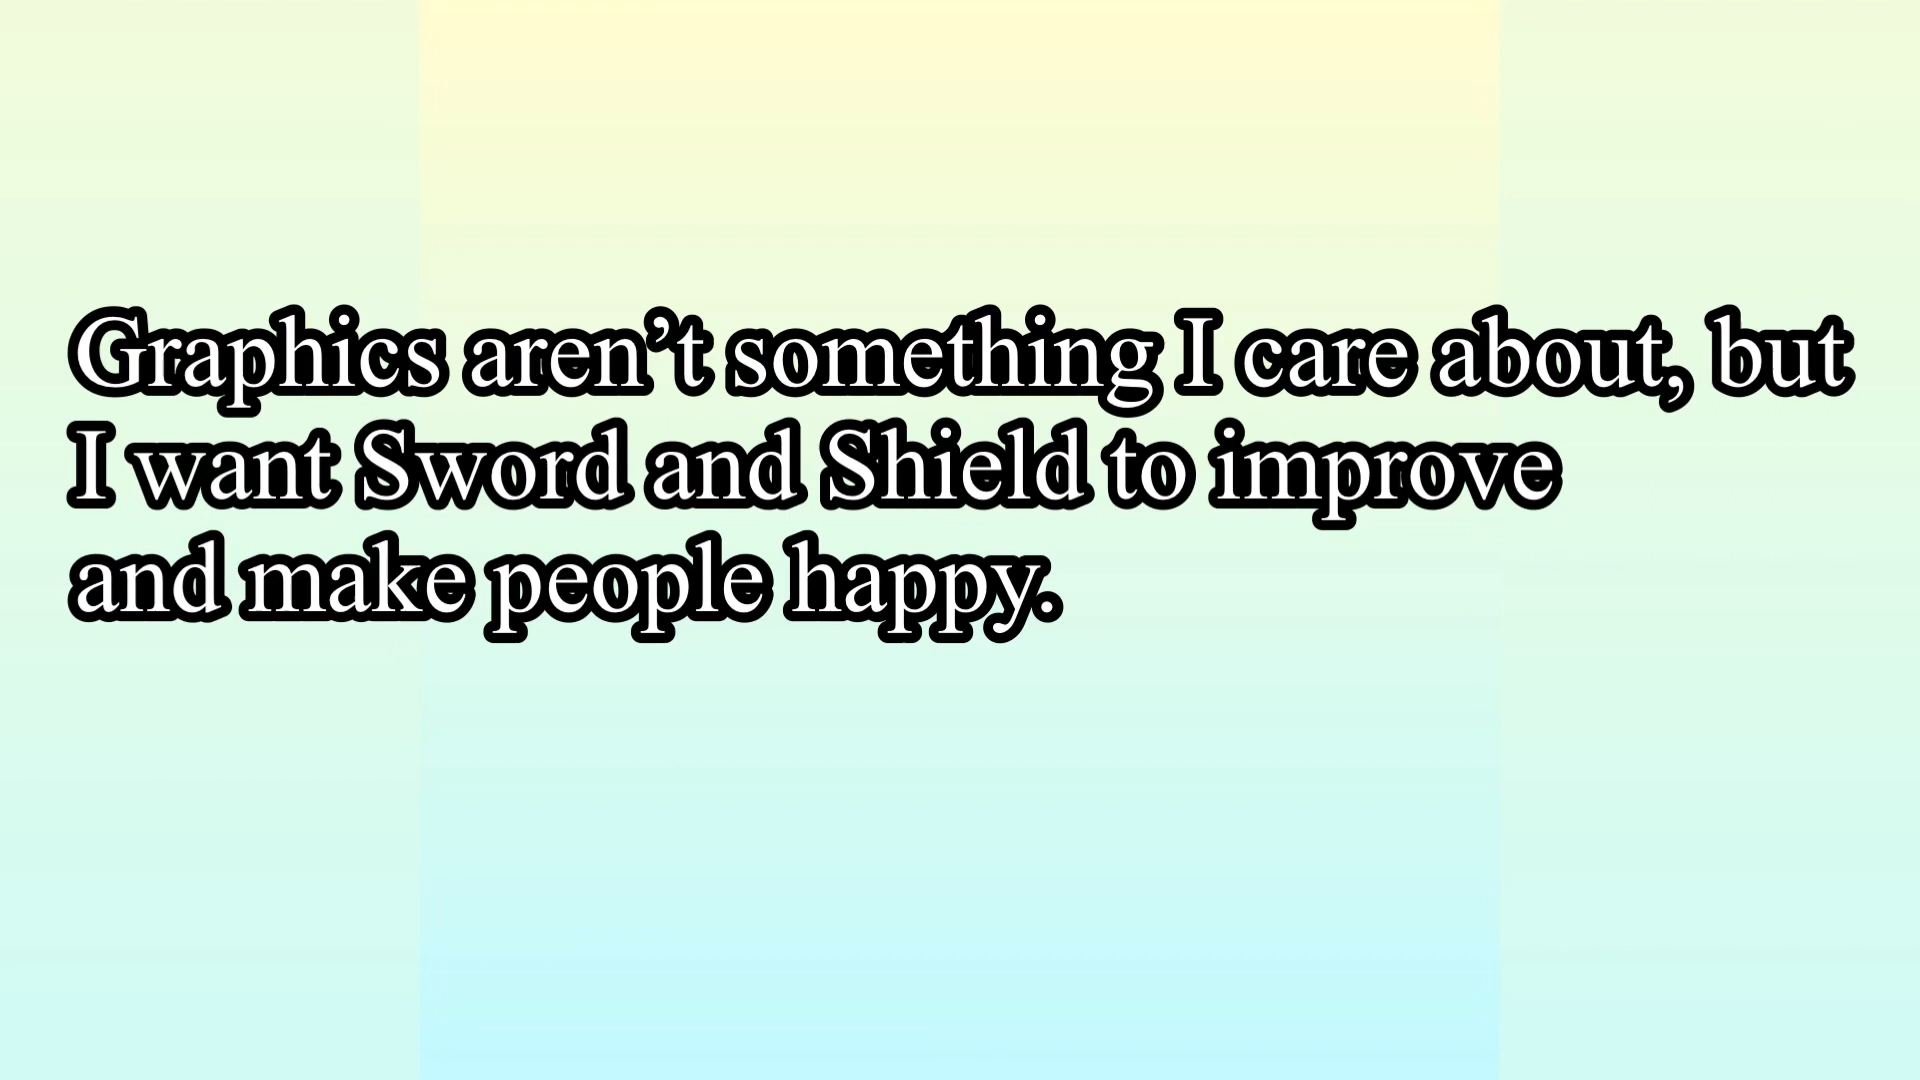 Graphics aren’t something I care about, but
I want Sword and Shield to improve
and make people happy.